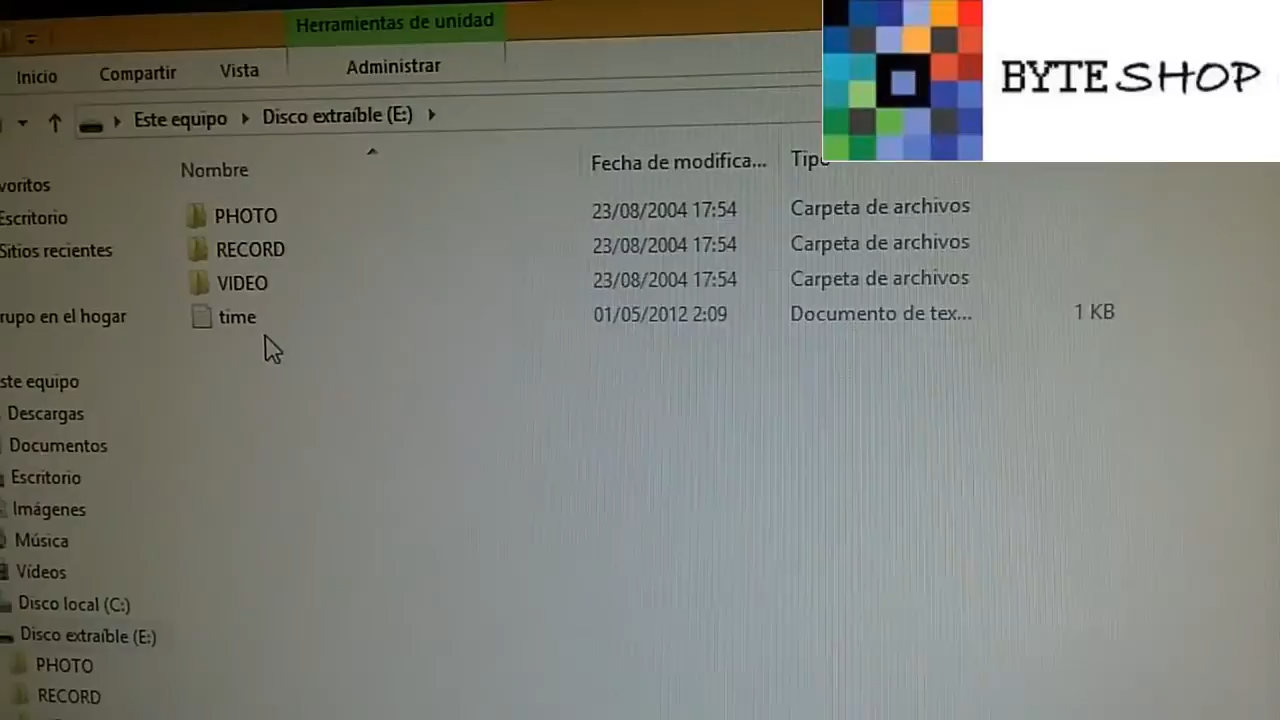 Herramientas de unidad
Inicio
Compartir
Vista
Administrar
BYTE SHOP
Este equipo
Disco extraíble (E:)
Nombre
Fecha de modifica...
Tipo
PHOTO
23/08/2004 17:54
Carpeta de archivos
RECORD
23/08/2004 17:54
Carpeta de archivos
VIDEO
23/08/2004 17:54
Carpeta de archivos
time
01/05/2012 2:09
Documento de tex...
1 KB
voritos
Escritorio
Sitios recientes
rupo en el hogar
ste equipo
Descargas
Documentos
Escritorio
Imágenes
Música
Vídeos
Disco local (C:)
Disco extraíble (E:)
PHOTO
RECORD